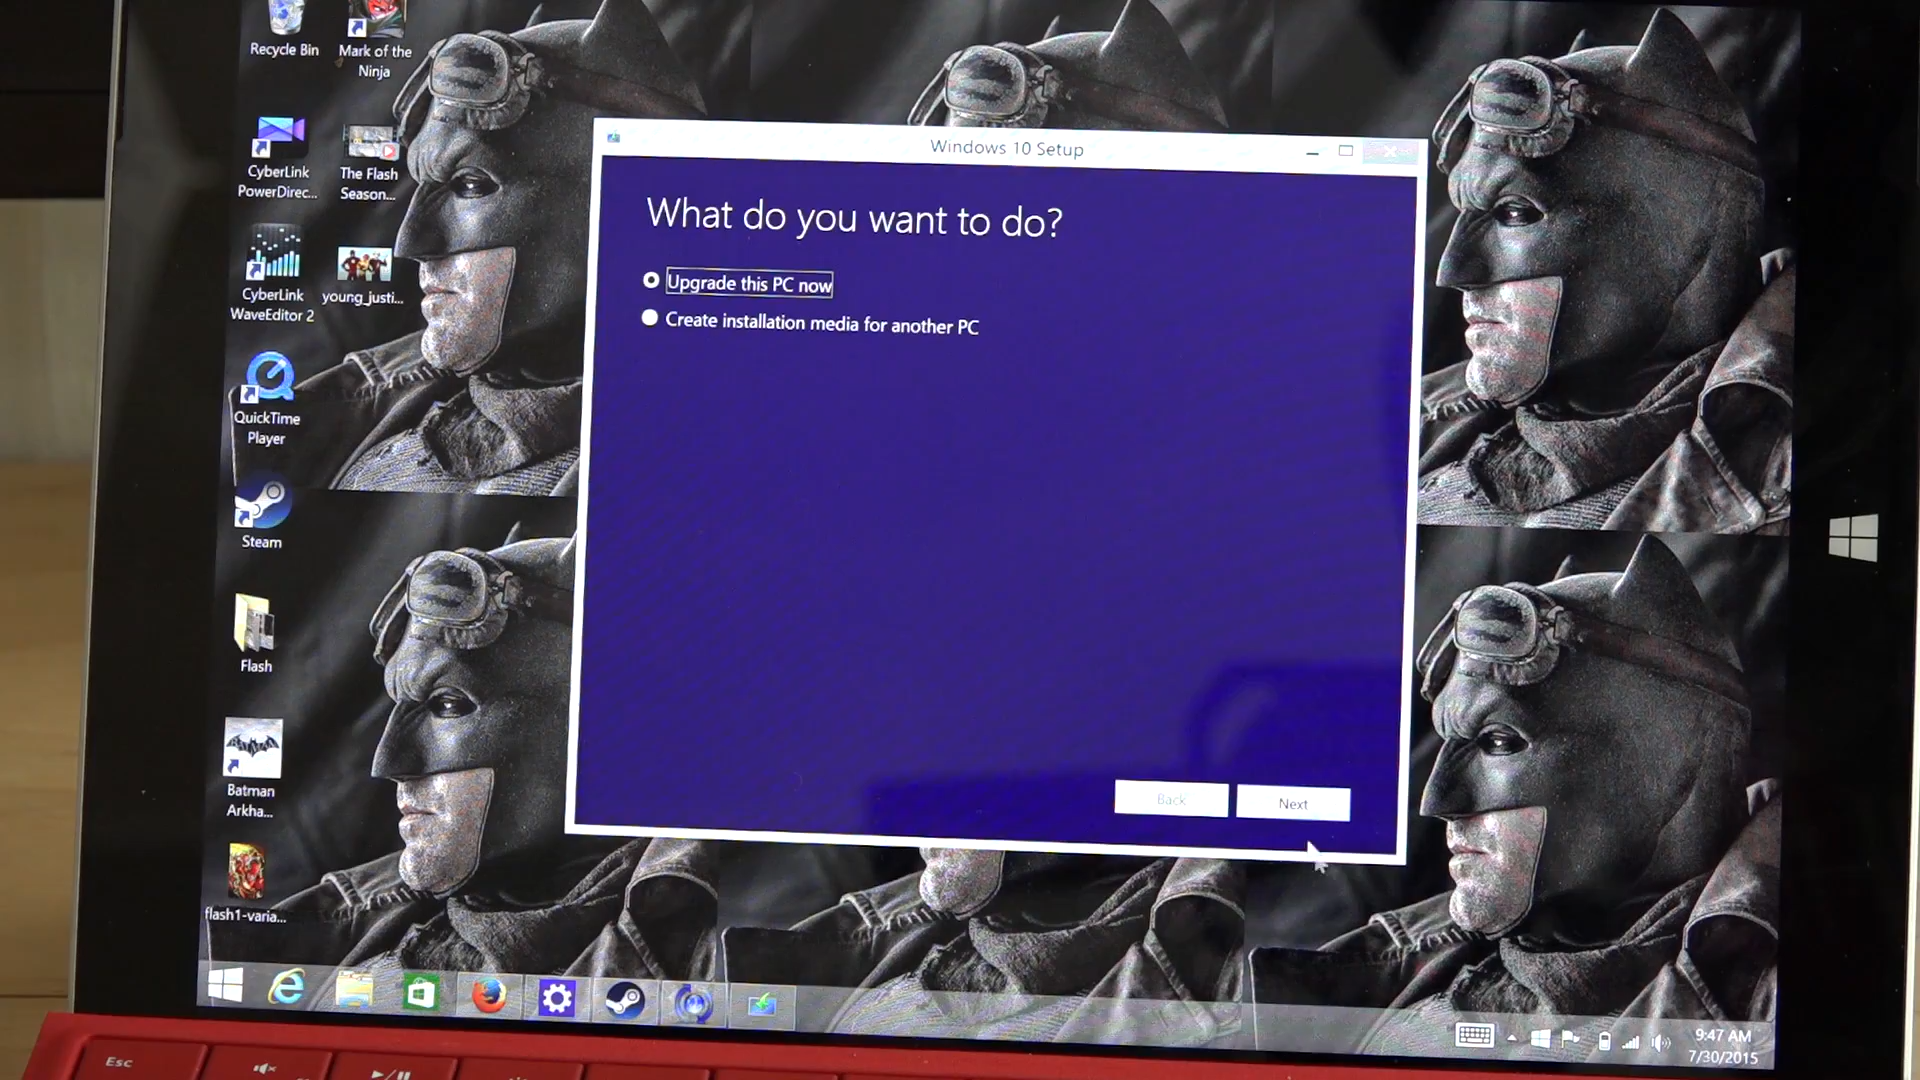 Recycle Bin
Mark of the
Ninja
CyberLink
PowerDirec...
The Flash
Season...
CyberLink
WaveEditor 2
young_justi...
QuickTime
Player
Steam
Flash
BATMAN
Batman
Arkha...
flash1-varia...
Windows 10 Setup
What do you want to do?
Upgrade this PC now
Create installation media for another PC
Back
Next
9:47 AM
7/30/2015
Esc